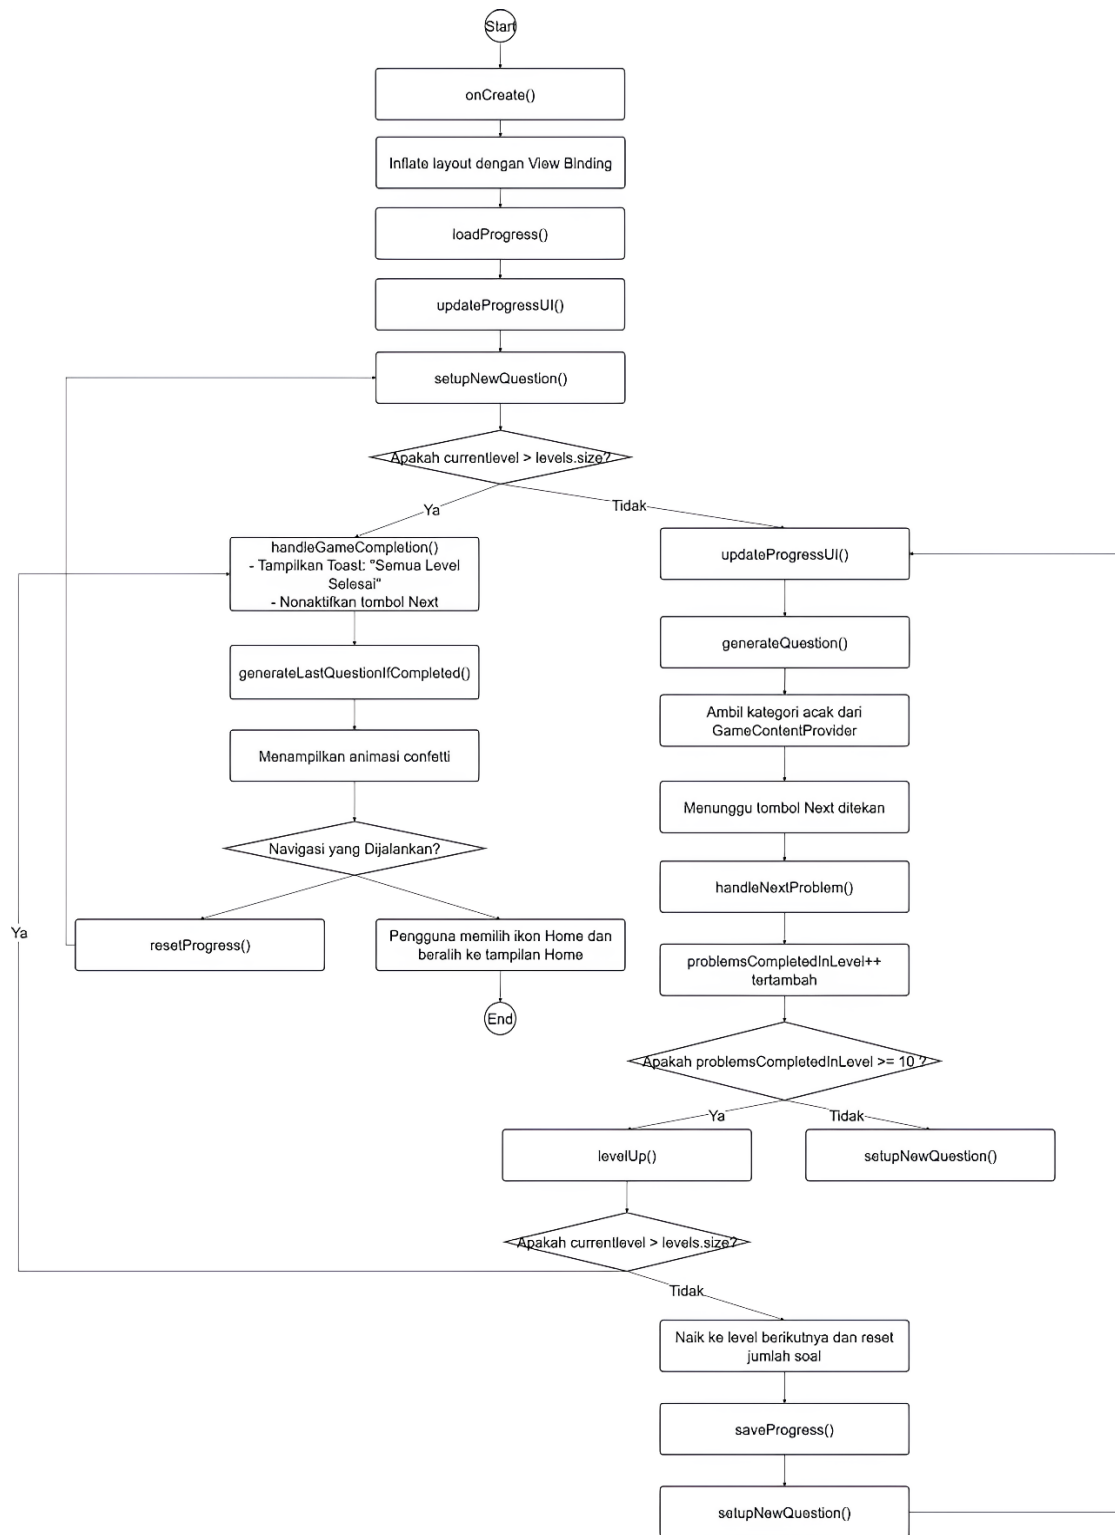 Start
onCreate()
Inflate layout dengan View Binding
loadProgress()
updateProgressUI()
setupNewQuestion()
Apakah currentlevel > levels.size?
Ya
Tidak
handleGameCompletion()
- Tampilkan Toast: "Semua Level
Selesai"
- Nonaktifkan tombol Next
updateProgressUI()
generateLastQuestionIfCompleted()
generateQuestion()
Menampilkan animasi confetti
Ambil kategori acak dari
GameContentProvider
Navigasi yang Dijalankan?
Menunggu tombol Next ditekan
handleNextProblem()
Ya
resetProgress()
Pengguna memilih ikon Home dan
beralih ke tampilan Home
problemsCompletedInLevel++
tertambah
End
Apakah problemsCompletedInLevel >= 10 ?
Ya
Tidak
levelUp()
setupNewQuestion()
Apakah currentlevel > levels.size?
Tidak
Naik ke level berikutnya dan reset
jumlah soal
saveProgress()
setupNewQuestion()